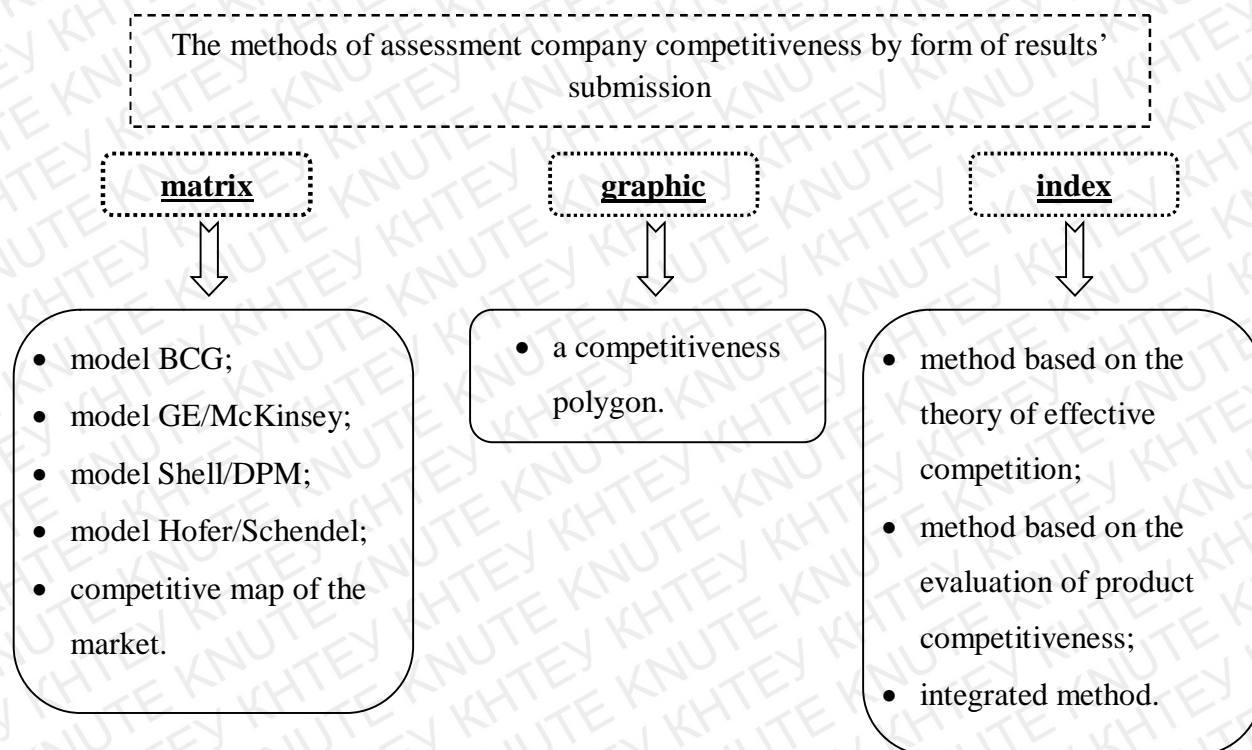 The methods of assessment company competitiveness by form of results’
submission
matrix
graphic
index
• model BCG;
• model GE/McKinsey;
• model Shell/DPM;
• model Hofer/Schendel;
• competitive map of the
market.
• a competitiveness
polygon.
• method based on the
theory of effective
competition;
• method based on the
evaluation of product
competitiveness;
• integrated method.
KHTEУ KNUTE